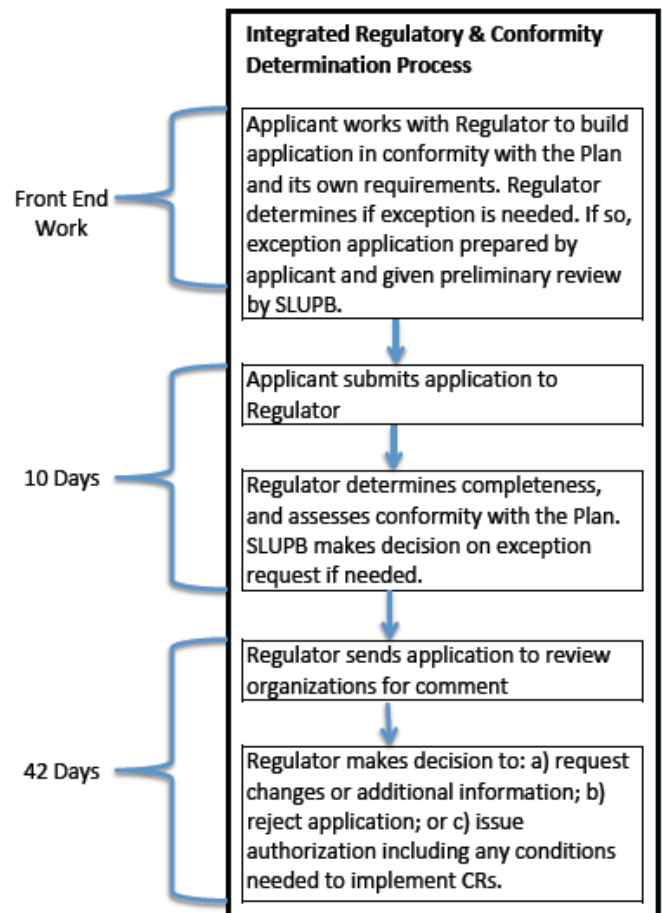 Integrated Regulatory & Conformity
Determination Process
Front End
Work
Applicant works with Regulator to build
application in conformity with the Plan
and its own requirements. Regulator
determines if exception is needed. If so,
exception application prepared by
applicant and given preliminary review
by SLUPB.
10 Days
Applicant submits application to
Regulator
Regulator determines completeness,
and assesses conformity with the Plan.
SLUPB makes decision on exception
request if needed.
42 Days
Regulator sends application to review
organizations for comment
Regulator makes decision to: a) request
changes or additional information; b)
reject application; or c) issue
authorization including any conditions
needed to implement CRs.